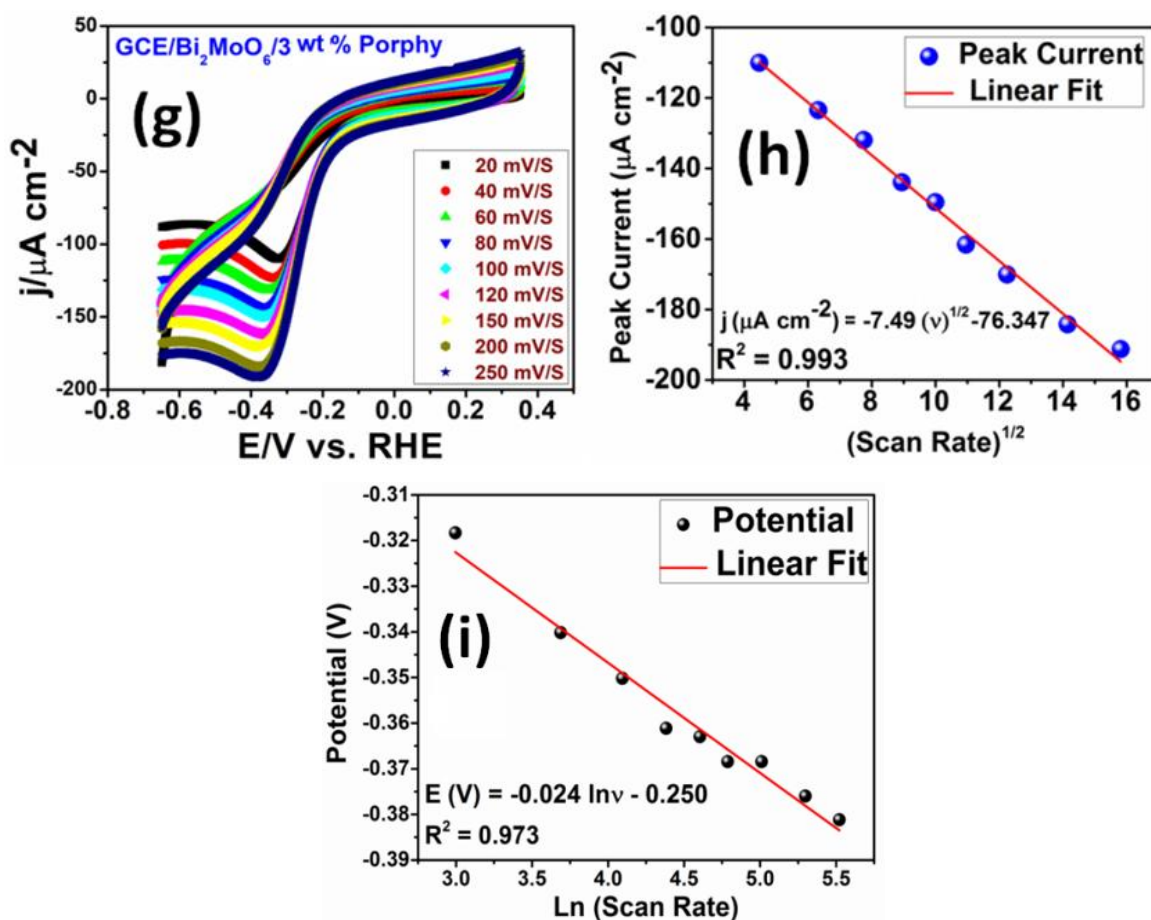 GCE/Bi₂MoO₆/3 wt % Porphy
(g)
50
25
0
-25
-50
-75
-100
-150
-200
j/μA cm⁻²
20 mV/S
40 mV/S
60 mV/S
80 mV/S
100 mV/S
120 mV/S
150 mV/S
200 mV/S
250 mV/S
-0.8 -0.6 -0.4 -0.2 0.0 0.2 0.4
E/V vs. RHE
-100
-120
-140
-160
-180
-200
Peak Current (μA cm⁻²)
Peak Current
Linear Fit
(h)
j (μA cm⁻²) = -7.49 (ν)¹/² -76.347
R² = 0.993
4 6 8 10 12 14 16
(Scan Rate)¹/²
-0.31
-0.32
-0.33
-0.34
-0.35
-0.36
-0.37
-0.38
-0.39
Potential (V)
Potential
Linear Fit
(i)
E (V) = -0.024 lnν - 0.250
R² = 0.973
3.0 3.5 4.0 4.5 5.0 5.5
Ln (Scan Rate)